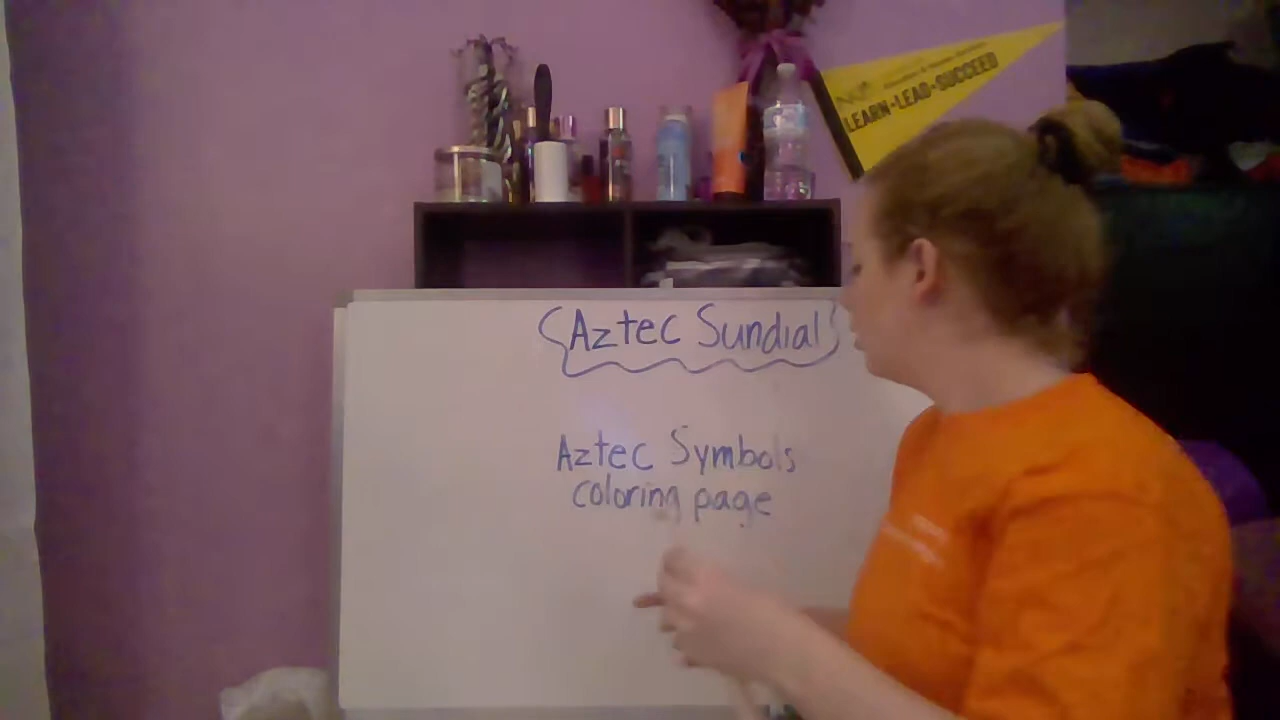 LEARN-LEAD-SUCCEED
Aztec Sundial
Aztec Symbols
coloring page